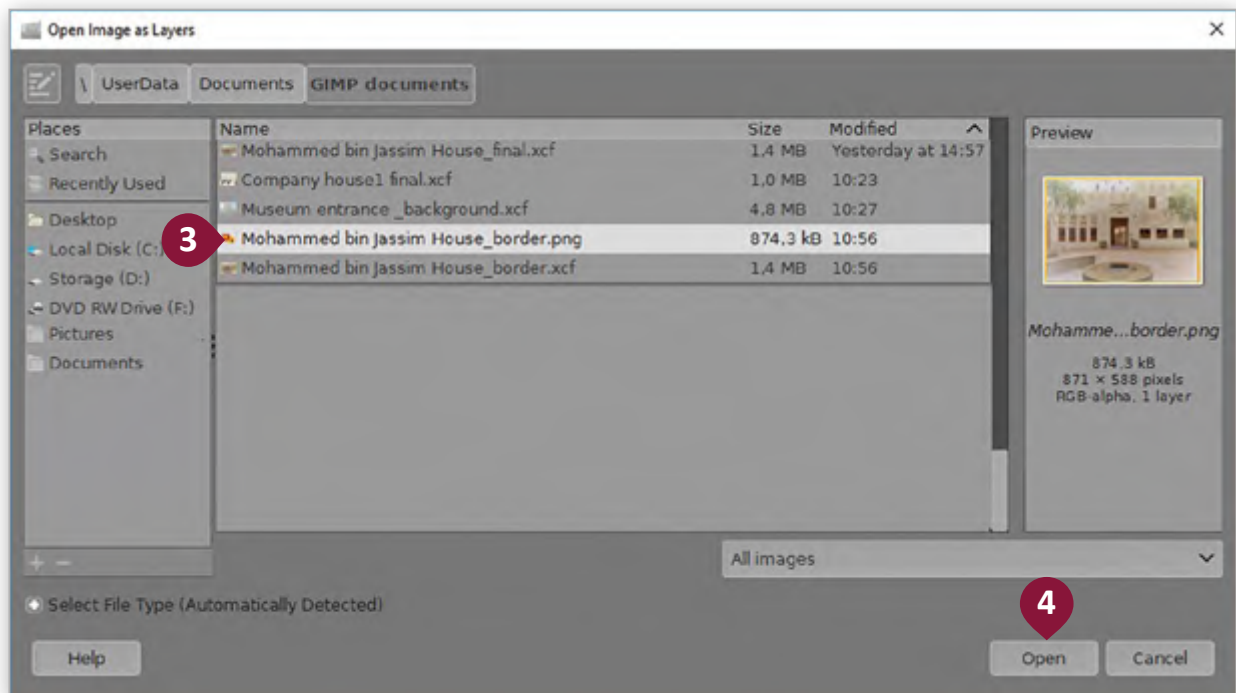 Open Image as Layers
\ UserData Documents GIMP documents
Places
Search
Recently Used
Desktop
Local Disk (C:)
Storage (D:)
DVD RW Drive (F:)
Pictures
Documents
Name Size Modified
Mohammed bin Jassim House_final.xcf 1,4 MB Yesterday at 14:57
Company house1 final.xcf 1,0 MB 10:23
Museum entrance _background.xcf 4,8 MB 10:27
3 Mohammed bin Jassim House_border.png 874,3 kB 10:56
Mohammed bin Jassim House_border.xcf 1,4 MB 10:56
Preview
Mohamme...border.png
874,3 kB
871 × 588 pixels
RGB-alpha, 1 layer
All images
Select File Type (Automatically Detected)
4
Help Open Cancel